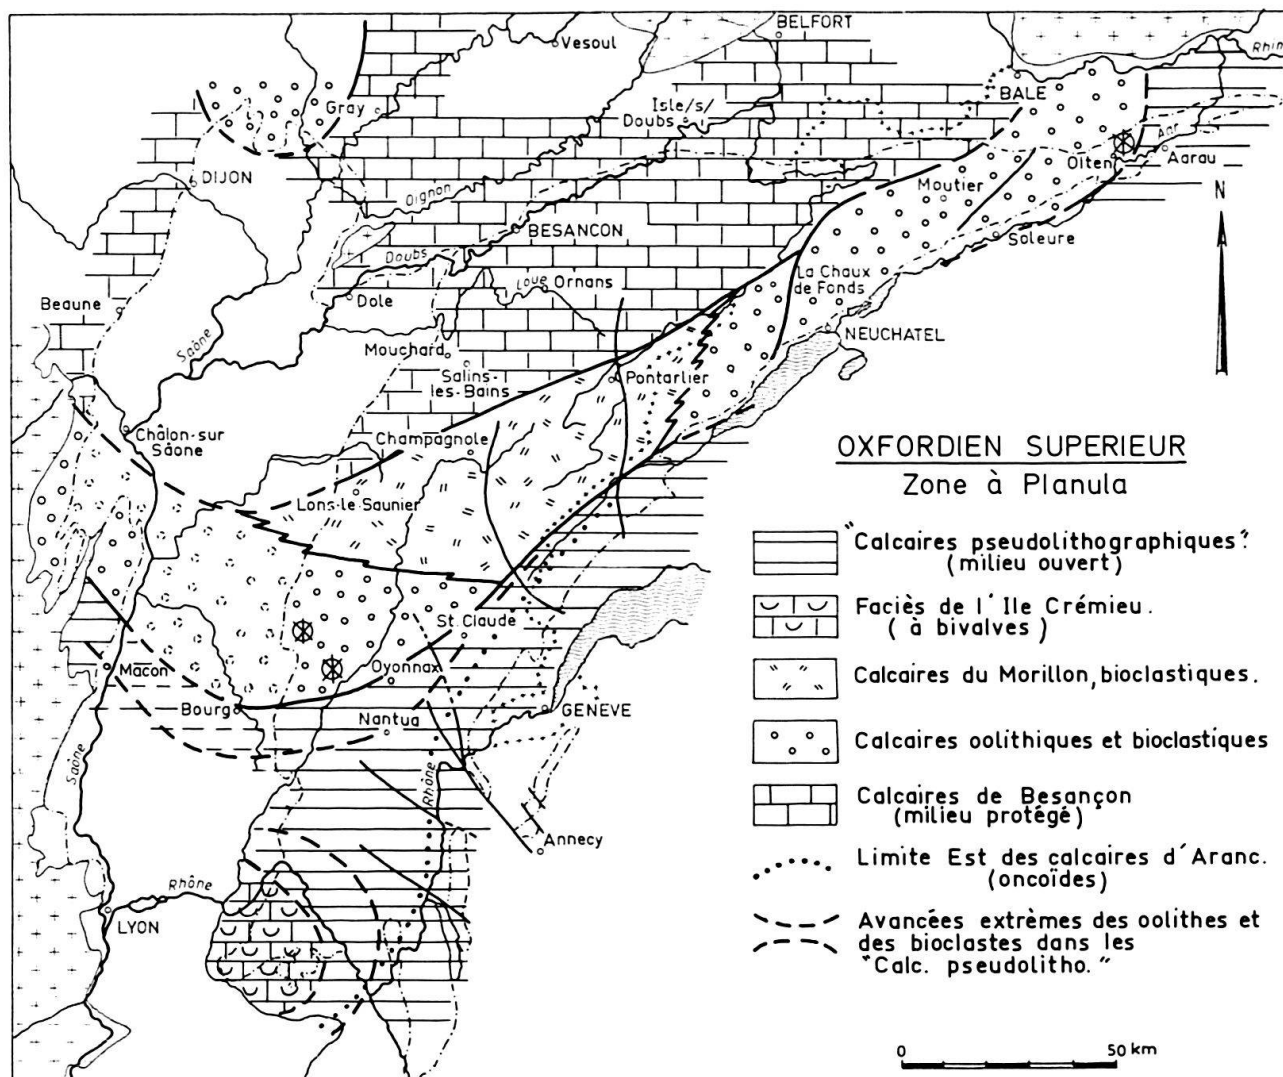 BELFORT
Vesoul
Rhin
BALE
Gray
Isle/s/
Doubs
Aar
Olten
Aarau
DIJON
Oignon
Moutier
N
BESANÇON
Soleure
Doubs
Loue Ornans
La Chaux
de Fonds
Beaune
Dole
Saône
NEUCHATEL
Mouchard
Salins-
les-Bains
Pontarlier
Châlon-sur
Sâone
Champagnole
Lons-le-Saunier
St. Claude
Macon
Oyonnax
Bourg
Nantua
GENEVE
Saône
Rhône
Annecy
Rhône
LYON
OXFORDIEN SUPERIEUR
Zone à Planula
"Calcaires pseudolithographiques"
(milieu ouvert)
Faciès de l'Ile Crémieu.
(à bivalves)
Calcaires du Morillon, bioclastiques.
Calcaires oolithiques et bioclastiques
Calcaires de Besançon
(milieu protégé)
Limite Est des calcaires d'Aranc.
(oncoïdes)
Avancées extrèmes des oolithes et
des bioclastes dans les
"Calc. pseudolitho."
0 50 km